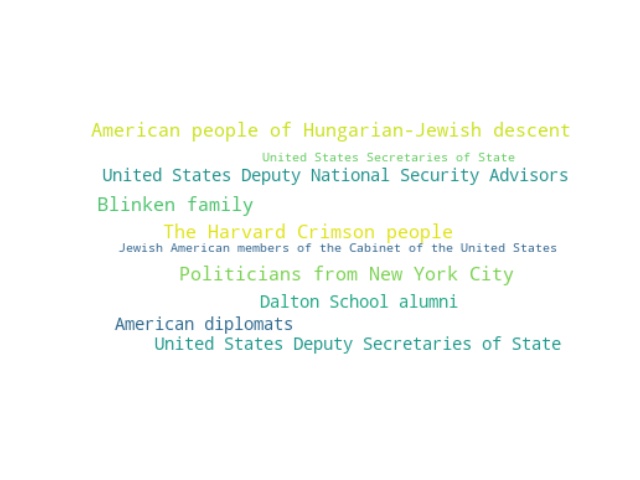 American people of Hungarian-Jewish descent
United States Secretaries of State
United States Deputy National Security Advisors
Blinken family
The Harvard Crimson people
Jewish American members of the Cabinet of the United States
Politicians from New York City
Dalton School alumni
American diplomats
United States Deputy Secretaries of State